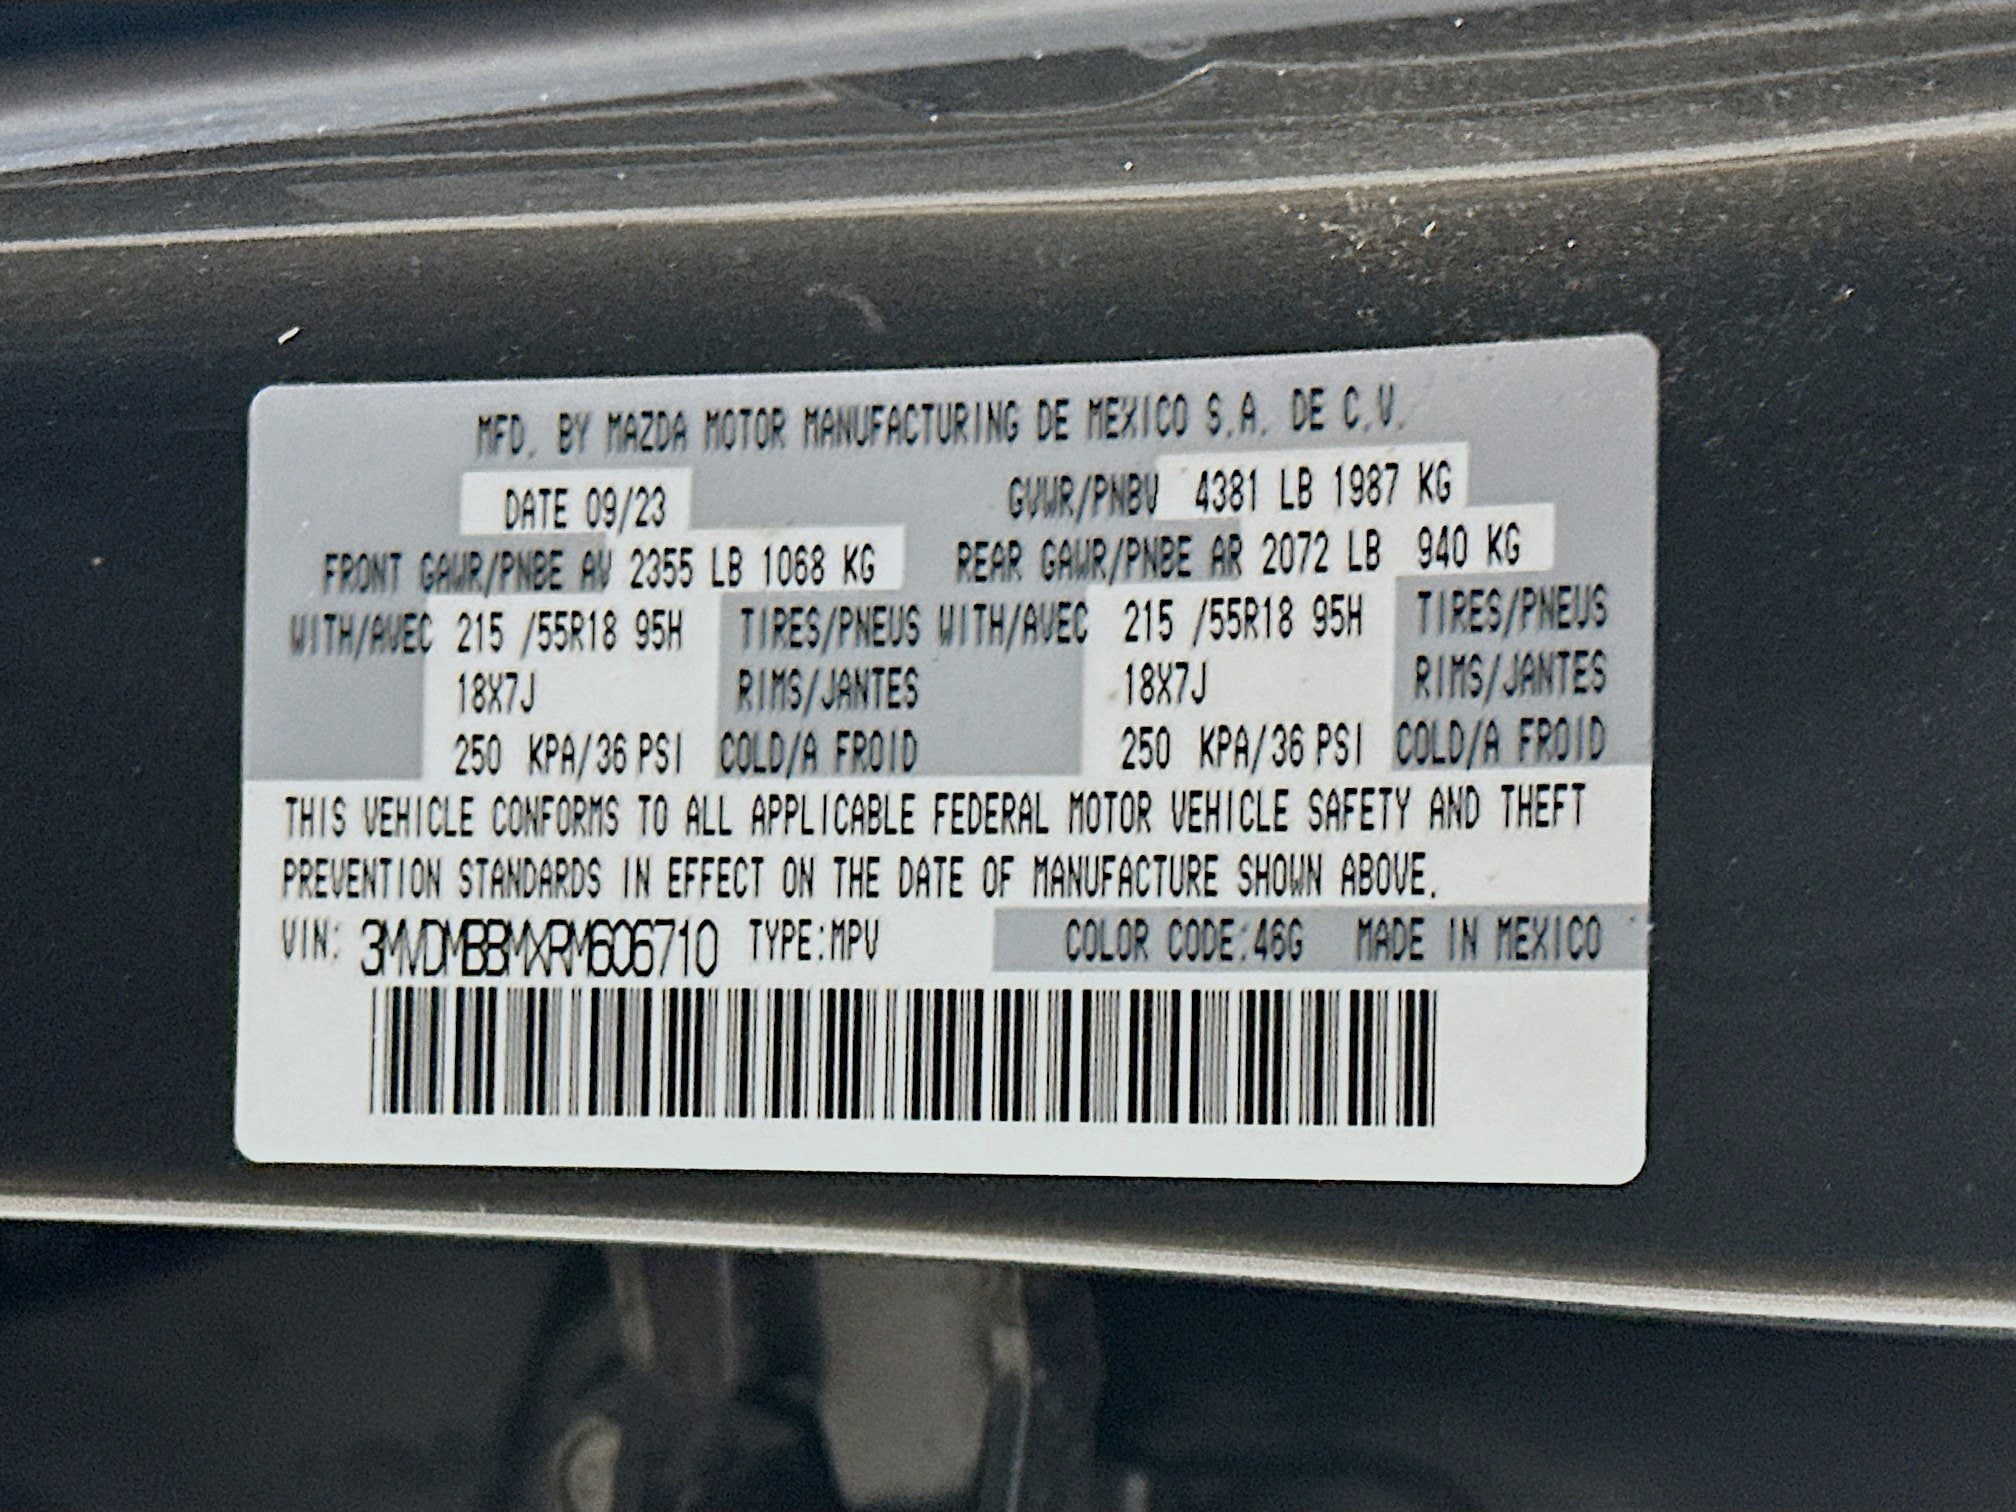 MFD. BY MAZDA MOTOR MANUFACTURING DE MEXICO S.A. DE C.V.
DATE 09/23 GVWR/PNBV 4381 LB 1987 KG
FRONT GAWR/PNBE AV 2355 LB 1068 KG REAR GAWR/PNBE AR 2072 LB 940 KG
WITH/AVEC 215 /55R18 95H TIRES/PNEUS WITH/AVEC 215 /55R18 95H TIRES/PNEUS
18X7J RIMS/JANTES 18X7J RIMS/JANTES
250 KPA/36 PSI COLD/A FROID 250 KPA/36 PSI COLD/A FROID
THIS VEHICLE CONFORMS TO ALL APPLICABLE FEDERAL MOTOR VEHICLE SAFETY AND THEFT
PREVENTION STANDARDS IN EFFECT ON THE DATE OF MANUFACTURE SHOWN ABOVE.
VIN: 3MVDMBBMXRM606710 TYPE:MPV COLOR CODE:46G MADE IN MEXICO